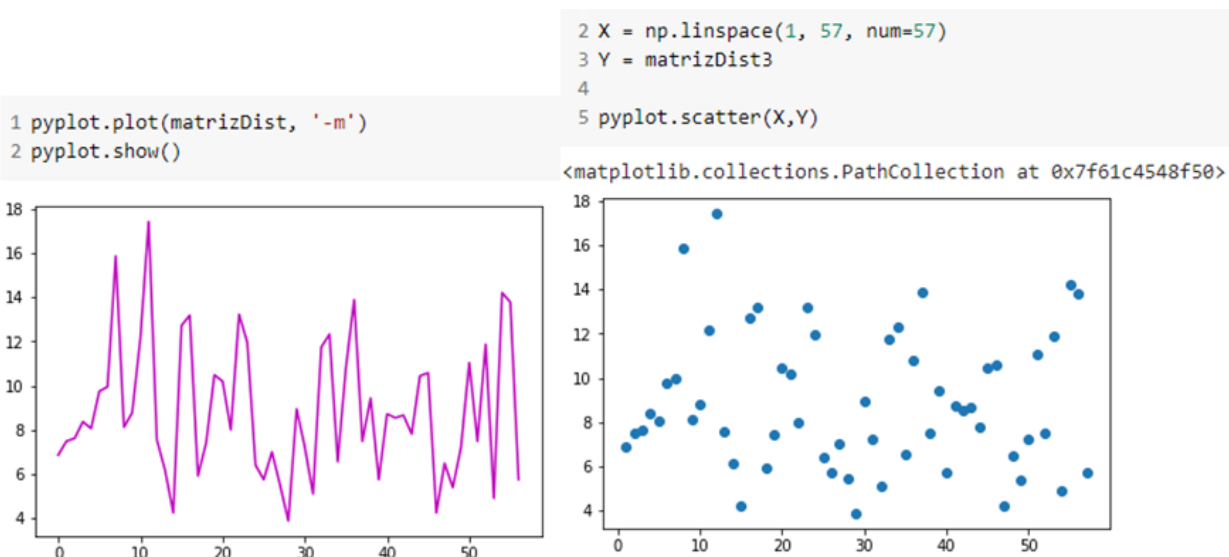 1 pyplot.plot(matrizDist, '-m')
2 pyplot.show()
18
16
14
12
10
8
6
4
0 10 20 30 40 50
2 X = np.linspace(1, 57, num=57)
3 Y = matrizDist3
4
5 pyplot.scatter(X,Y)
<matplotlib.collections.PathCollection at 0x7f61c4548f50>
18
16
14
12
10
8
6
4
0 10 20 30 40 50